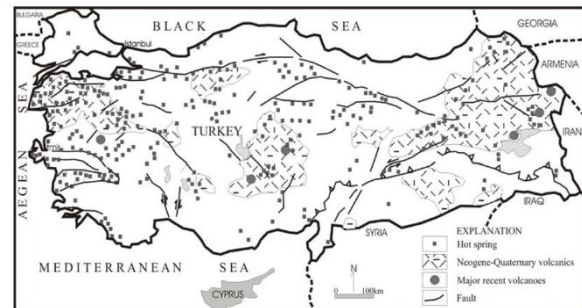 BULGARIA
BLACK SEA
GEORGIA
GREECE
Istanbul
ARMENIA
AEGEAN SEA
TURKEY
IRAN
IRAQ
SYRIA
MEDITERRANEAN SEA
CYPRUS
N
0 100km
EXPLANATION
Hot spring
Neogene-Quaternary volcanics
Major recent volcanoes
Fault